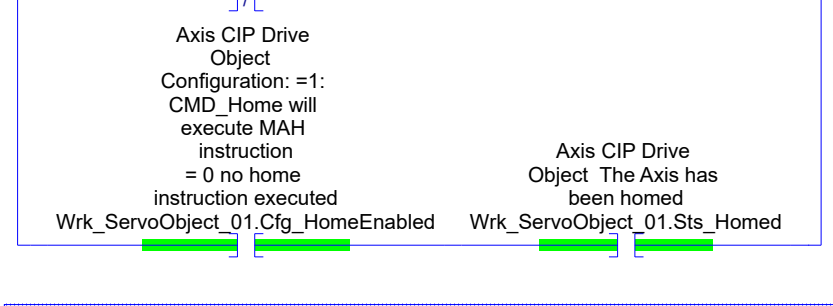 Axis CIP Drive
Object
Configuration: =1:
CMD_Home will
execute MAH
instruction
= 0 no home
instruction executed
Wrk_ServoObject_01.Cfg_HomeEnabled
Axis CIP Drive
Object  The Axis has
been homed
Wrk_ServoObject_01.Sts_Homed